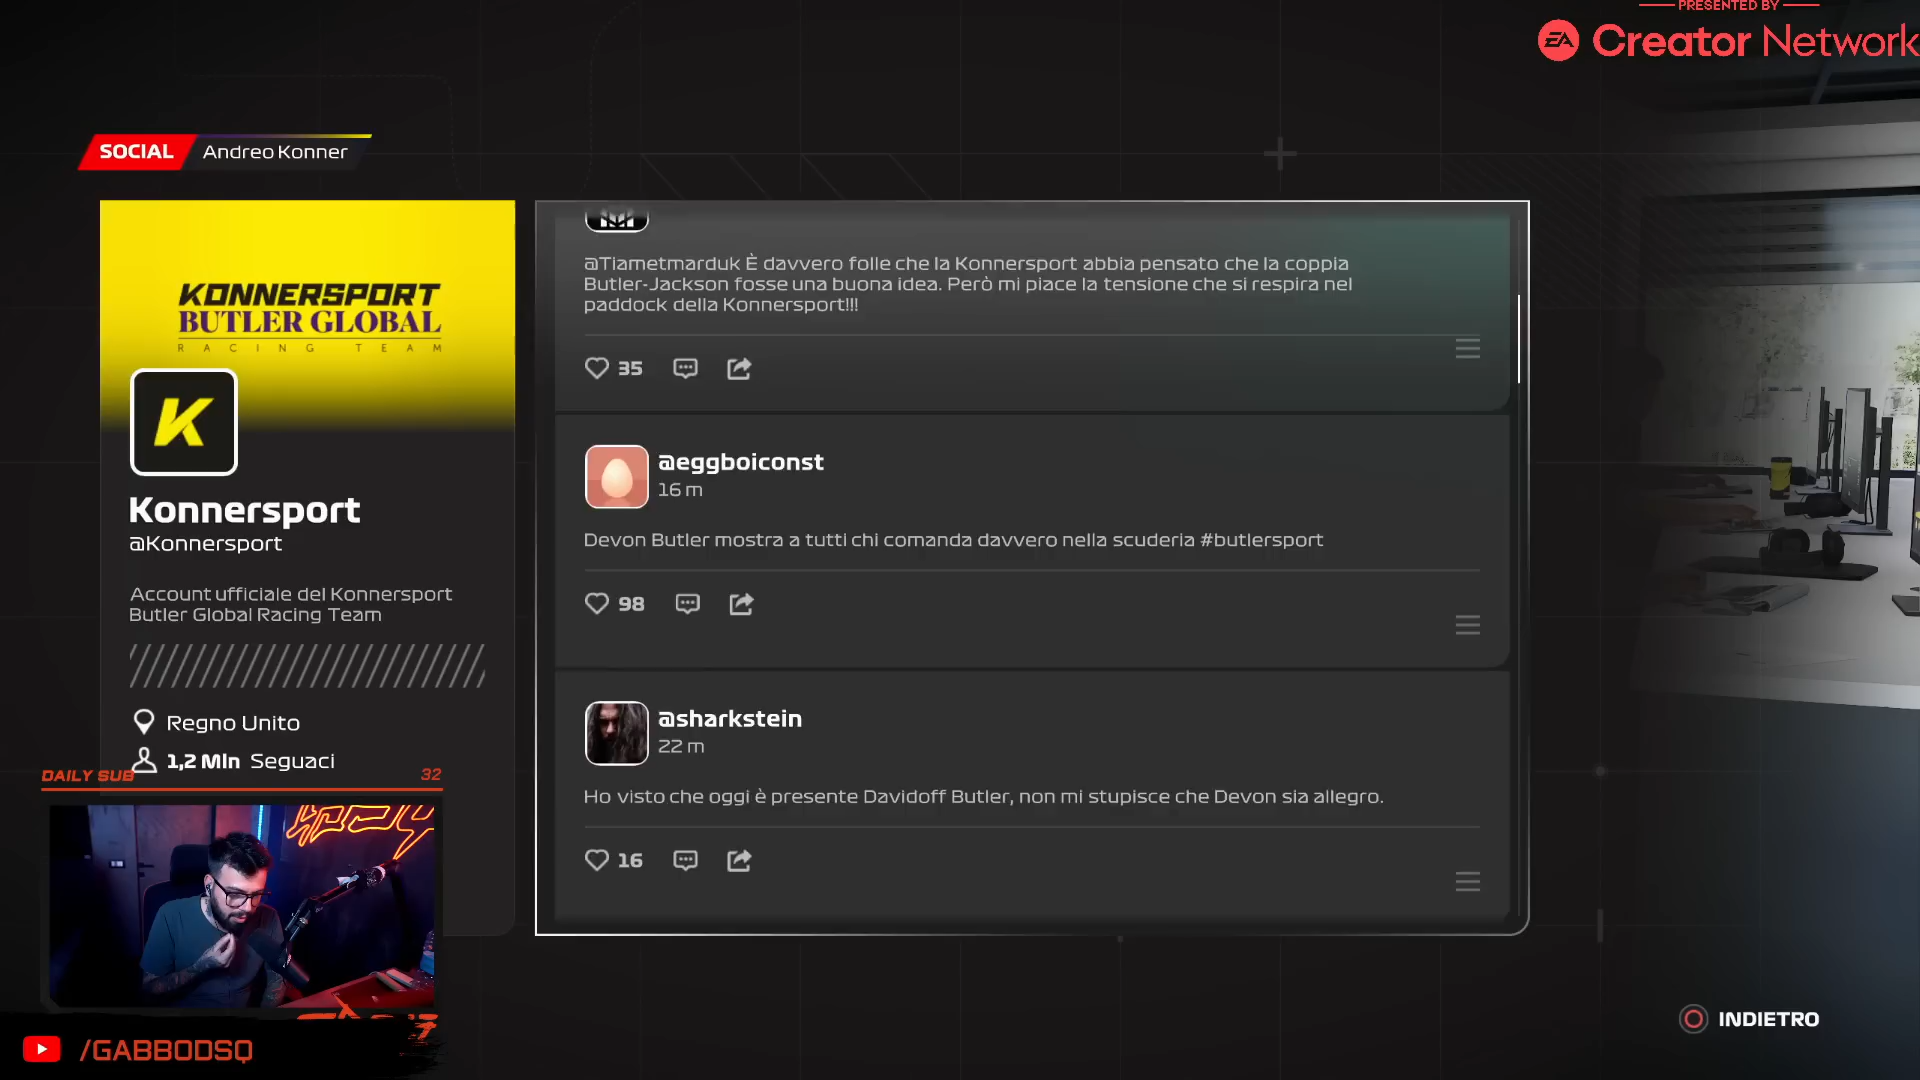 PRESENTED BY
EA Creator Network
SOCIAL Andreo Konner
KONNERSPORT
BUTLER GLOBAL
RACING TEAM
K
Konnersport
@Konnersport
Account ufficiale del Konnersport
Butler Global Racing Team
Regno Unito
1,2 Mln Seguaci
@Tiametmarduk È davvero folle che la Konnersport abbia pensato che la coppia
Butler-Jackson fosse una buona idea. Però mi piace la tensione che si respira nel
paddock della Konnersport!!!
35
@eggboiconst
16 m
Devon Butler mostra a tutti chi comanda davvero nella scuderia #butlersport
98
@sharkstein
22 m
Ho visto che oggi è presente Davidoff Butler, non mi stupisce che Devon sia allegro.
16
DAILY SUB 32
/GABBODSQ
INDIETRO